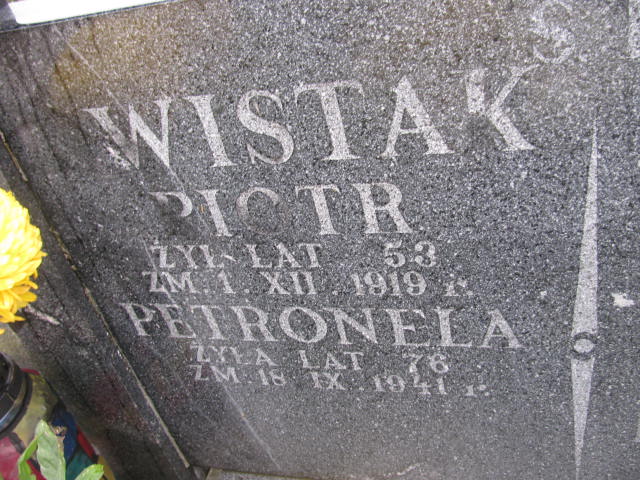 WISTAK
PIOTR
ŻYŁ LAT 53
ZM. 1. XII 1919 r.
PETRONELA
ŻYŁA LAT 76
ZM. 18 IX 1941 r.
S.